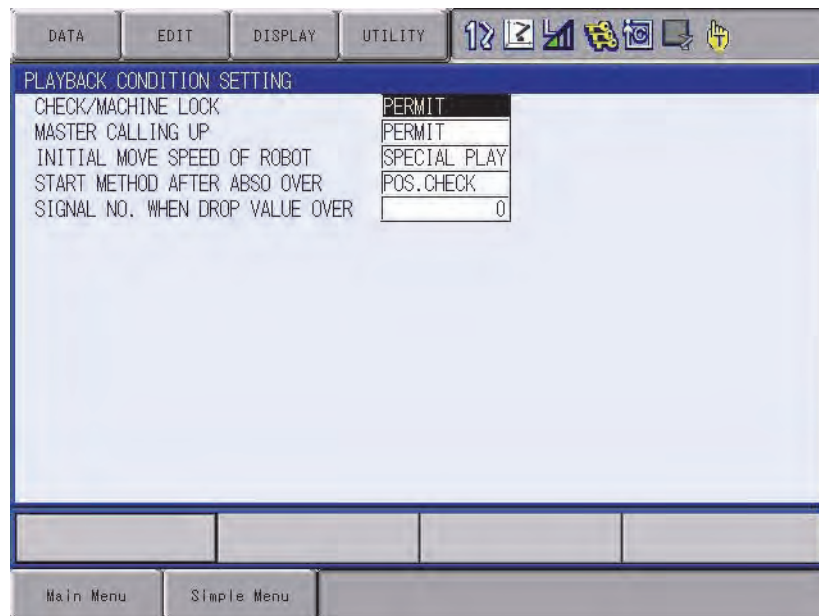 DATA EDIT DISPLAY UTILITY
PLAYBACK CONDITION SETTING
CHECK/MACHINE LOCK PERMIT
MASTER CALLING UP PERMIT
INITIAL MOVE SPEED OF ROBOT SPECIAL PLAY
START METHOD AFTER ABSO OVER POS.CHECK
SIGNAL NO. WHEN DROP VALUE OVER 0
Main Menu Simple Menu